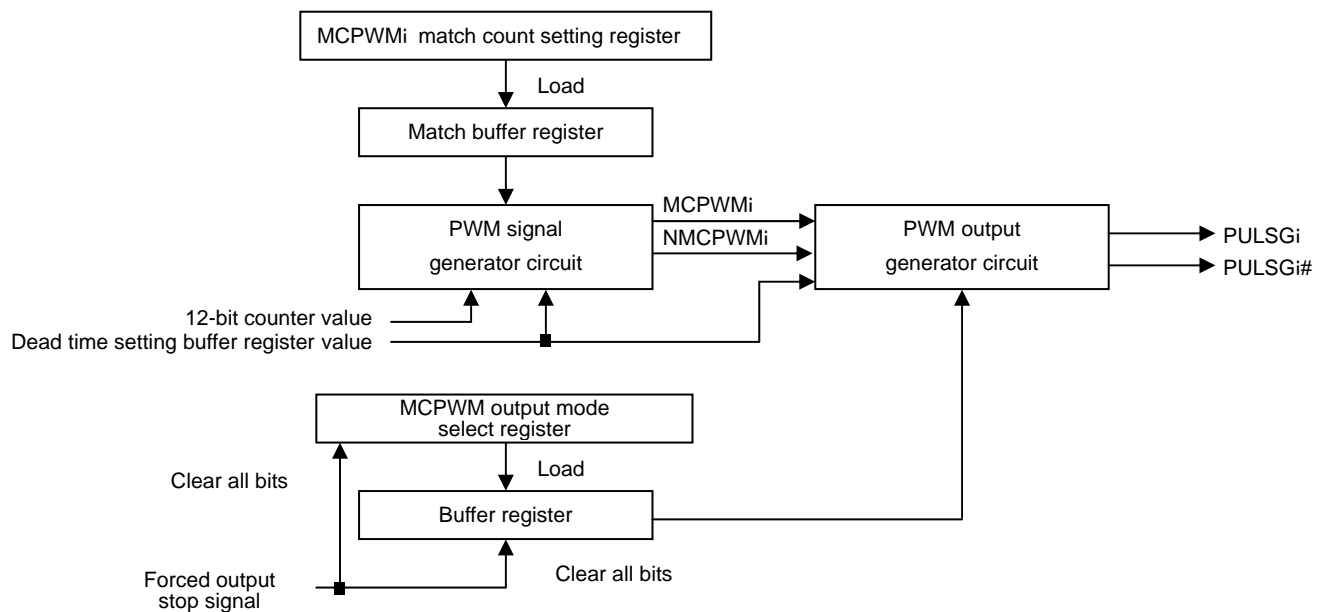 MCPWMi match count setting register
Load
Match buffer register
PWM signal
generator circuit
MCPWMi
NMCPWMi
PWM output
generator circuit
PULSGi
PULSGi#
12-bit counter value
Dead time setting buffer register value
MCPWM output mode
select register
Load
Clear all bits
Buffer register
Clear all bits
Forced output
stop signal